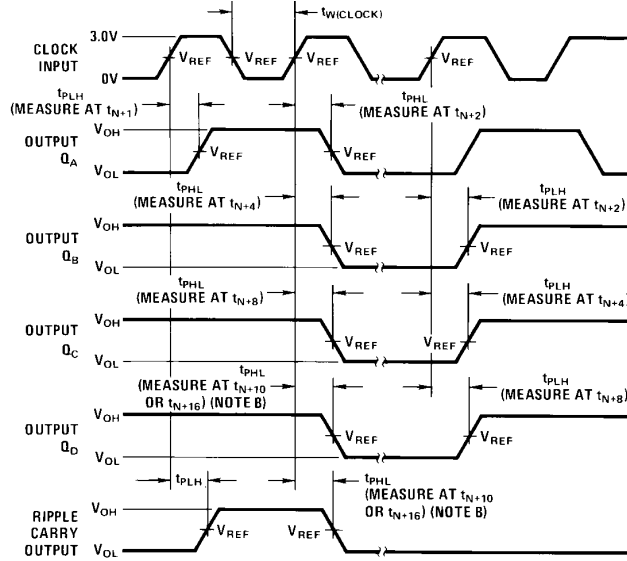 tW(CLOCK)
3.0V
CLOCK INPUT
0V
VREF
VREF
VREF
VREF
tPLH
(MEASURE AT tN+1)
tPHL
(MEASURE AT tN+2)
OUTPUT QA
VOH
VOL
VREF
VREF
tPHL
(MEASURE AT tN+4)
tPLH
(MEASURE AT tN+2)
OUTPUT QB
VOH
VOL
VREF
VREF
tPHL
(MEASURE AT tN+8)
tPLH
(MEASURE AT tN+4)
OUTPUT QC
VOH
VOL
VREF
VREF
tPHL
(MEASURE AT tN+10
OR tN+16) (NOTE B)
tPLH
(MEASURE AT tN+8)
OUTPUT QD
VOH
VOL
VREF
VREF
tPLH
tPHL
(MEASURE AT tN+10
OR tN+16) (NOTE B)
RIPPLE
CARRY
OUTPUT
VOH
VOL
VREF
VREF